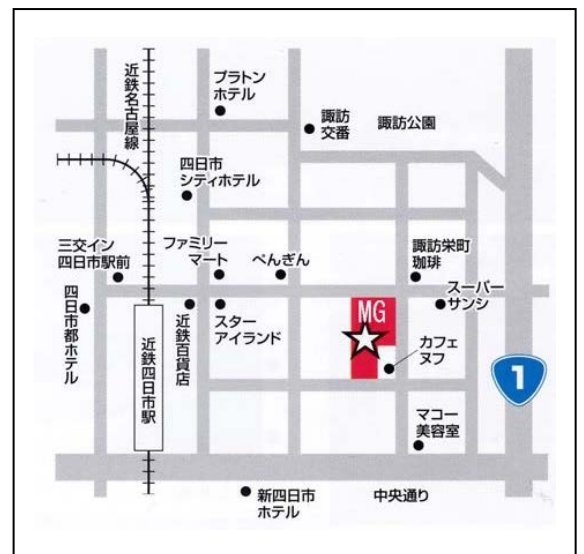 近鉄名古屋線
プラトン
ホテル
諏訪
交番
諏訪公園
四日市
シティホテル
三交イン
四日市駅前
ファミリー
マート
ぺんぎん
諏訪栄町
珈琲
スーパー
サンシ
四日市都ホテル
近鉄四日市駅
近鉄百貨店
スター
アイランド
MG
カフェ
ヌフ
1
マコー
美容室
新四日市
ホテル
中央通り